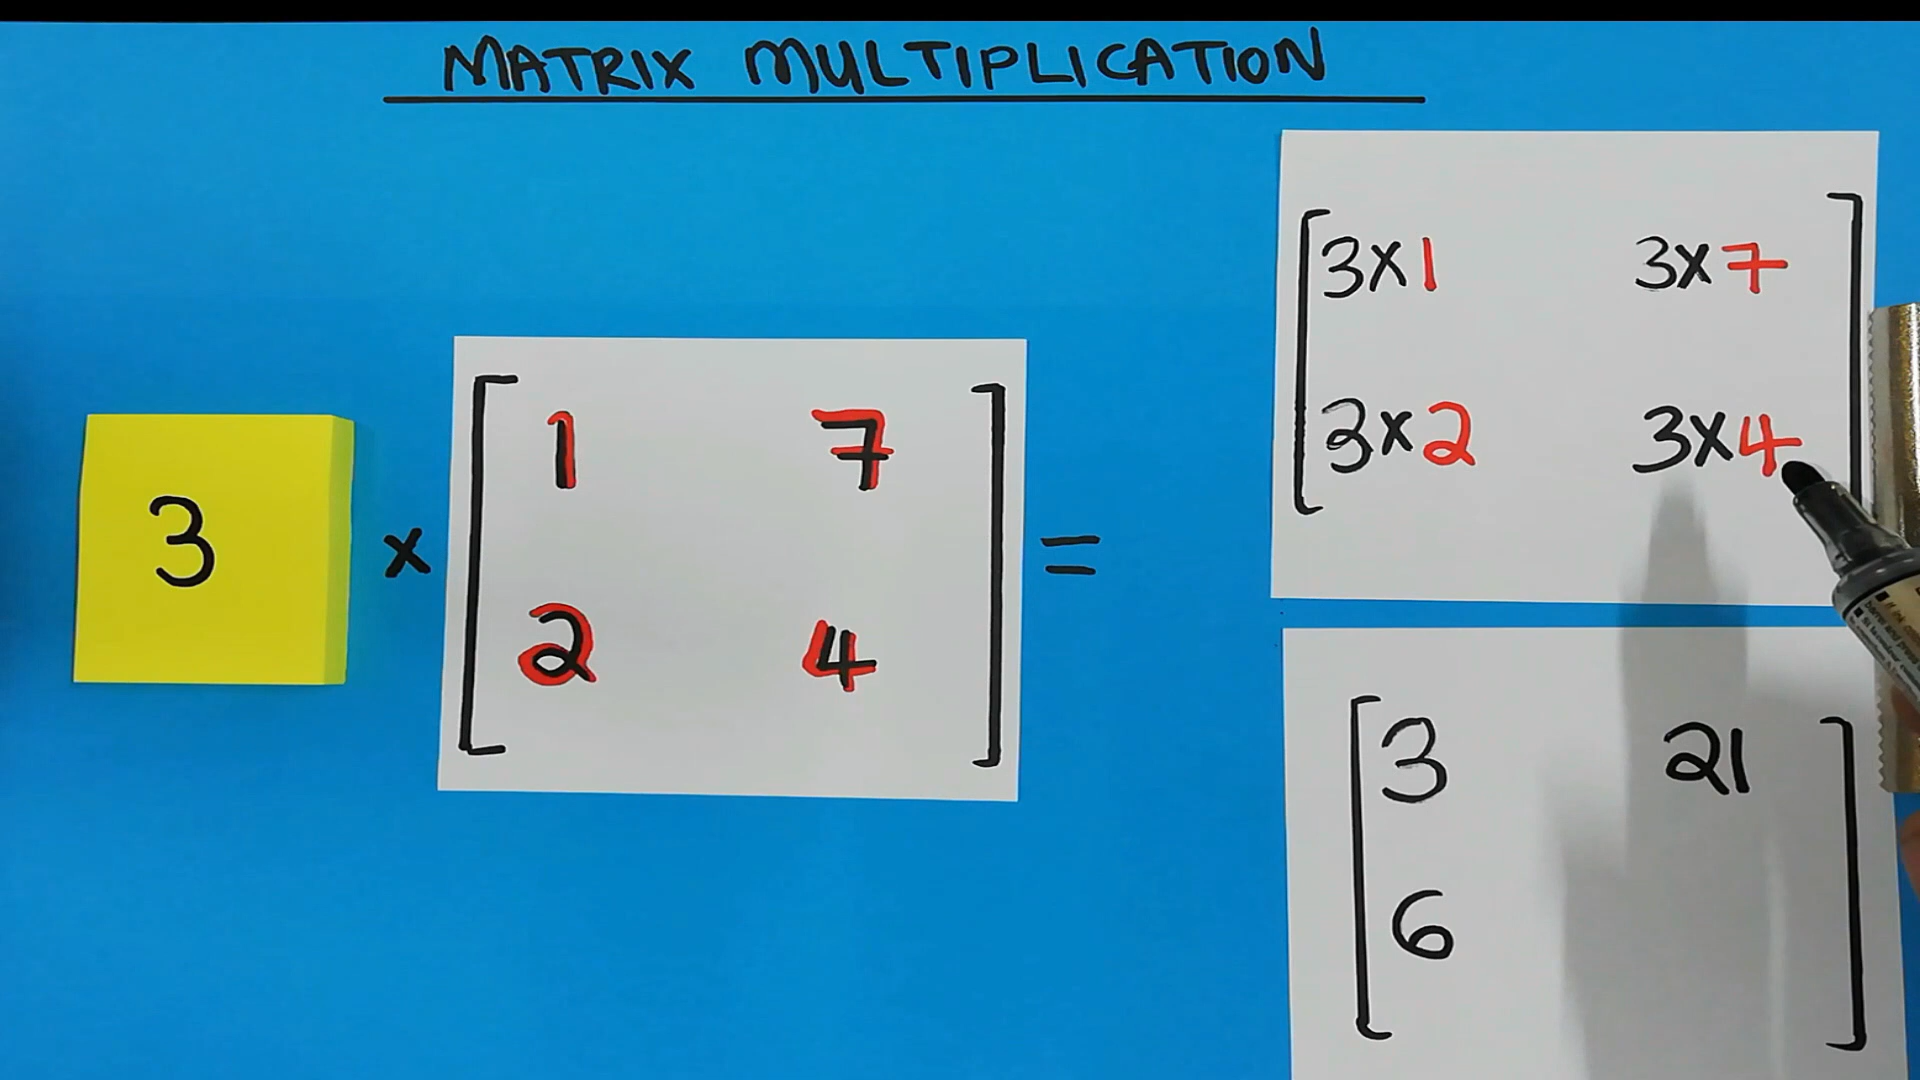 MATRIX MULTIPLICATION
3 x [1 7
2 4] =
[3x1 3x7
3x2 3x4]
[3 21
6 ]